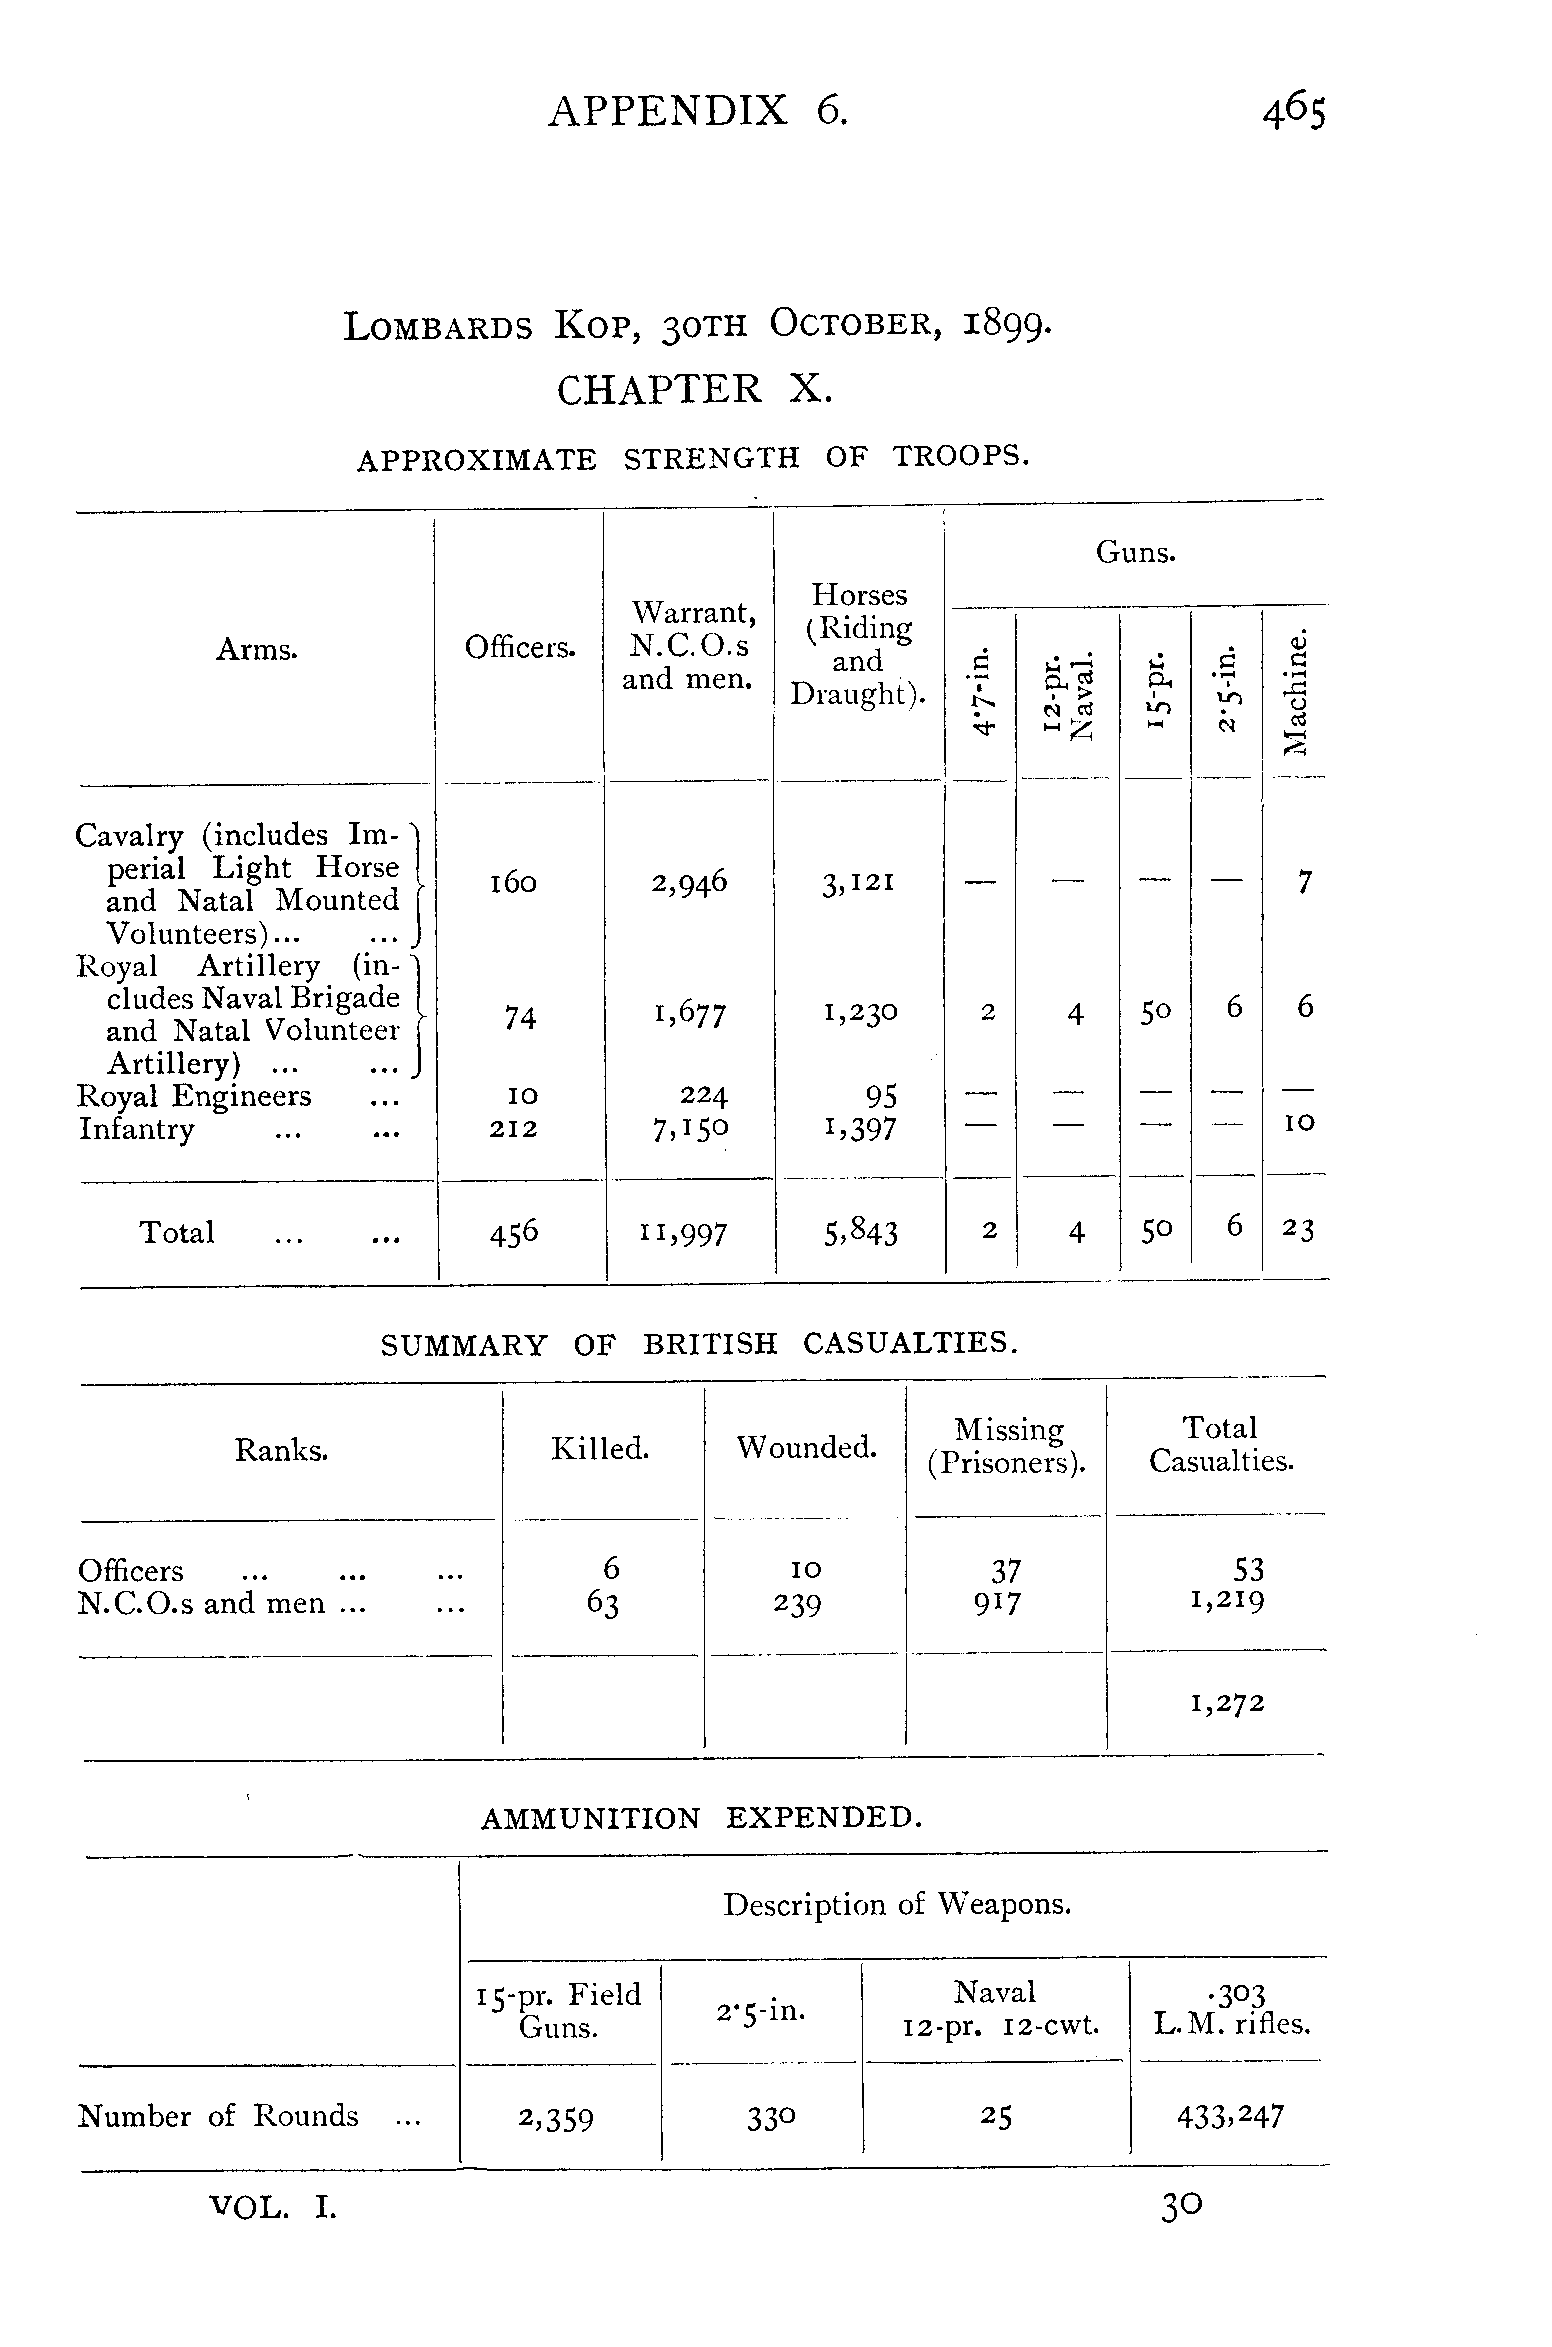 APPENDIX 6. 465
LOMBARDS KOP, 30TH OCTOBER, 1899.
CHAPTER X.
APPROXIMATE STRENGTH OF TROOPS.
Arms. Officers. Warrant, N.C.O.s and men. Horses (Riding and Draught). Guns.
4·7-in. 12-pr. Naval. 15-pr. 2·5-in. Machine.
Cavalry (includes Im-
perial Light Horse
and Natal Mounted
Volunteers)... ... 160 2,946 3,121 — — — — 7
Royal Artillery (in-
cludes Naval Brigade
and Natal Volunteer
Artillery) ... ... 74 1,677 1,230 2 4 50 6 6
Royal Engineers ... 10 224 95 — — — — —
Infantry ... ... 212 7,150 1,397 — — — — 10
Total ... ... 456 11,997 5,843 2 4 50 6 23
SUMMARY OF BRITISH CASUALTIES.
Ranks. Killed. Wounded. Missing (Prisoners). Total Casualties.
Officers ... ... ... 6 10 37 53
N.C.O.s and men ... ... 63 239 917 1,219
1,272
AMMUNITION EXPENDED.
Description of Weapons.
15-pr. Field Guns. 2·5-in. Naval 12-pr. 12-cwt. ·303 L.M. rifles.
Number of Rounds ... 2,359 330 25 433,247
VOL. I. 30